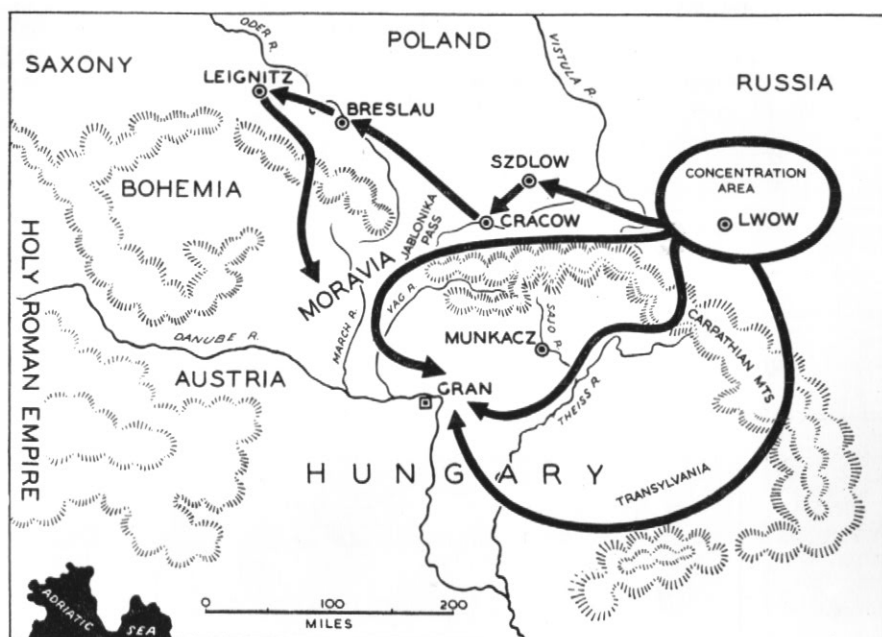 ODER R.
POLAND
VISTULA R.
SAXONY
RUSSIA
LEIGNITZ
BRESLAU
SZDLOW
CONCENTRATION
AREA
BOHEMIA
LWOW
CRACOW
JABLONIKA
PASS
HOLY ROMAN EMPIRE
MORAVIA
VAG R.
SAJO R.
MARCH R.
MUNKACZ
CARPATHIAN MTS
DANUBE R.
AUSTRIA
GRAN
THEISS R.
HUNGARY
TRANSYLVANIA
ADRIATIC
SEA
0 100 200
MILES